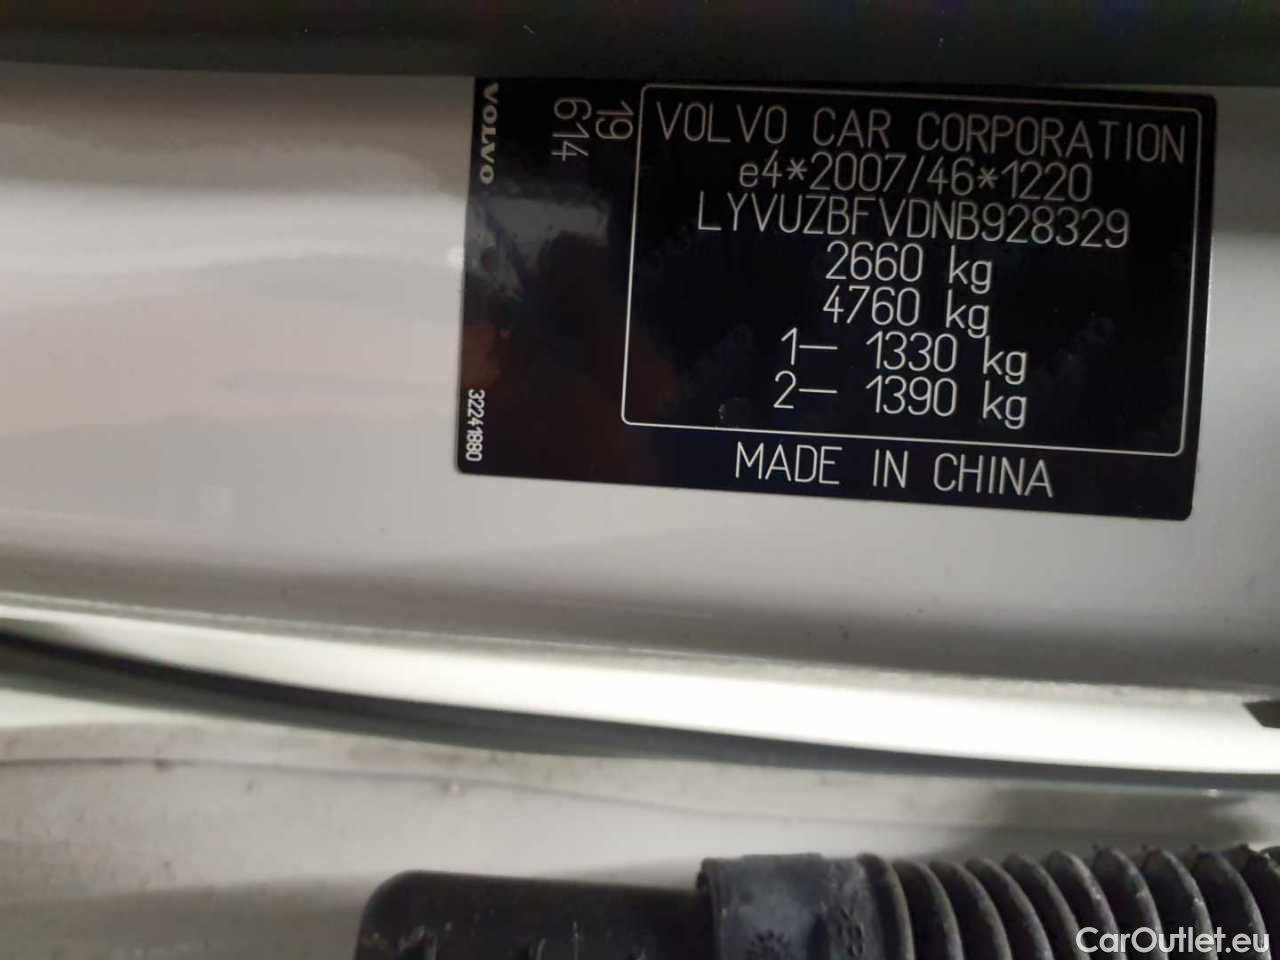 VOLVO
19
614
VOLVO CAR CORPORATION
e4*2007/46*1220
LYVUZBFVDNB928329
2660 kg
4760 kg
1— 1330 kg
2— 1390 kg
MADE IN CHINA
32241880
CarOutlet.eu